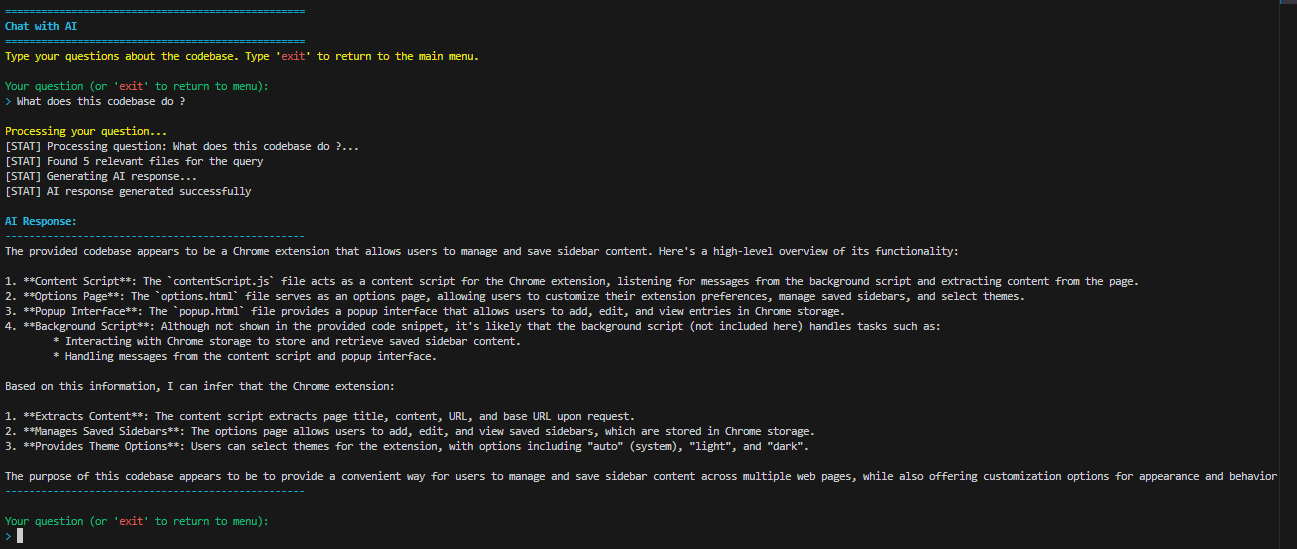 ==================================================
Chat with AI
==================================================
Type your questions about the codebase. Type 'exit' to return to the main menu.
Your question (or 'exit' to return to menu):
> What does this codebase do ?
Processing your question...
[STAT] Processing question: What does this codebase do ?...
[STAT] Found 5 relevant files for the query
[STAT] Generating AI response...
[STAT] AI response generated successfully
AI Response:
--------------------------------------------------
The provided codebase appears to be a Chrome extension that allows users to manage and save sidebar content. Here's a high-level overview of its functionality:
1. **Content Script**: The `contentScript.js` file acts as a content script for the Chrome extension, listening for messages from the background script and extracting content from the page.
2. **Options Page**: The `options.html` file serves as an options page, allowing users to customize their extension preferences, manage saved sidebars, and select themes.
3. **Popup Interface**: The `popup.html` file provides a popup interface that allows users to add, edit, and view entries in Chrome storage.
4. **Background Script**: Although not shown in the provided code snippet, it's likely that the background script (not included here) handles tasks such as:
* Interacting with Chrome storage to store and retrieve saved sidebar content.
* Handling messages from the content script and popup interface.
Based on this information, I can infer that the Chrome extension:
1. **Extracts Content**: The content script extracts page title, content, URL, and base URL upon request.
2. **Manages Saved Sidebars**: The options page allows users to add, edit, and view saved sidebars, which are stored in Chrome storage.
3. **Provides Theme Options**: Users can select themes for the extension, with options including "auto" (system), "light", and "dark".
The purpose of this codebase appears to be to provide a convenient way for users to manage and save sidebar content across multiple web pages, while also offering customization options for appearance and behavior
--------------------------------------------------
Your question (or 'exit' to return to menu):
>